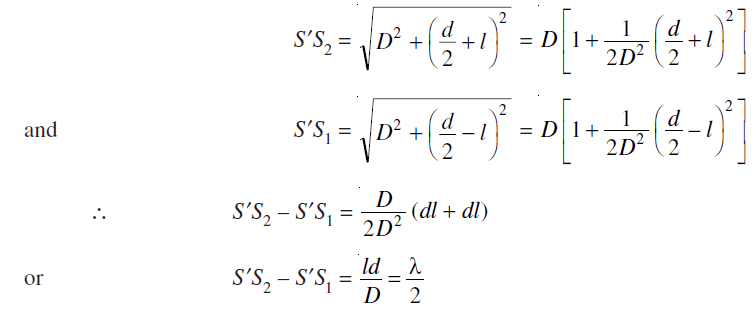 S′S₂ = √(D² + (d/2 + l)²) = D[1 + 1/(2D²) (d/2 + l)²]
and S′S₁ = √(D² + (d/2 − l)²) = D[1 + 1/(2D²) (d/2 − l)²]
∴ S′S₂ − S′S₁ = D/(2D²) (dl + dl)
or S′S₂ − S′S₁ = ld/D = λ/2